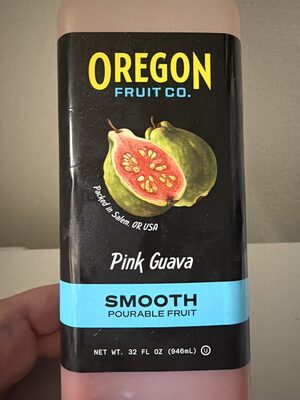 OREGON
FRUIT CO.
Packed in Salem, OR USA
Pink Guava
SMOOTH
POURABLE FRUIT
NET WT. 32 FL OZ (946mL) U